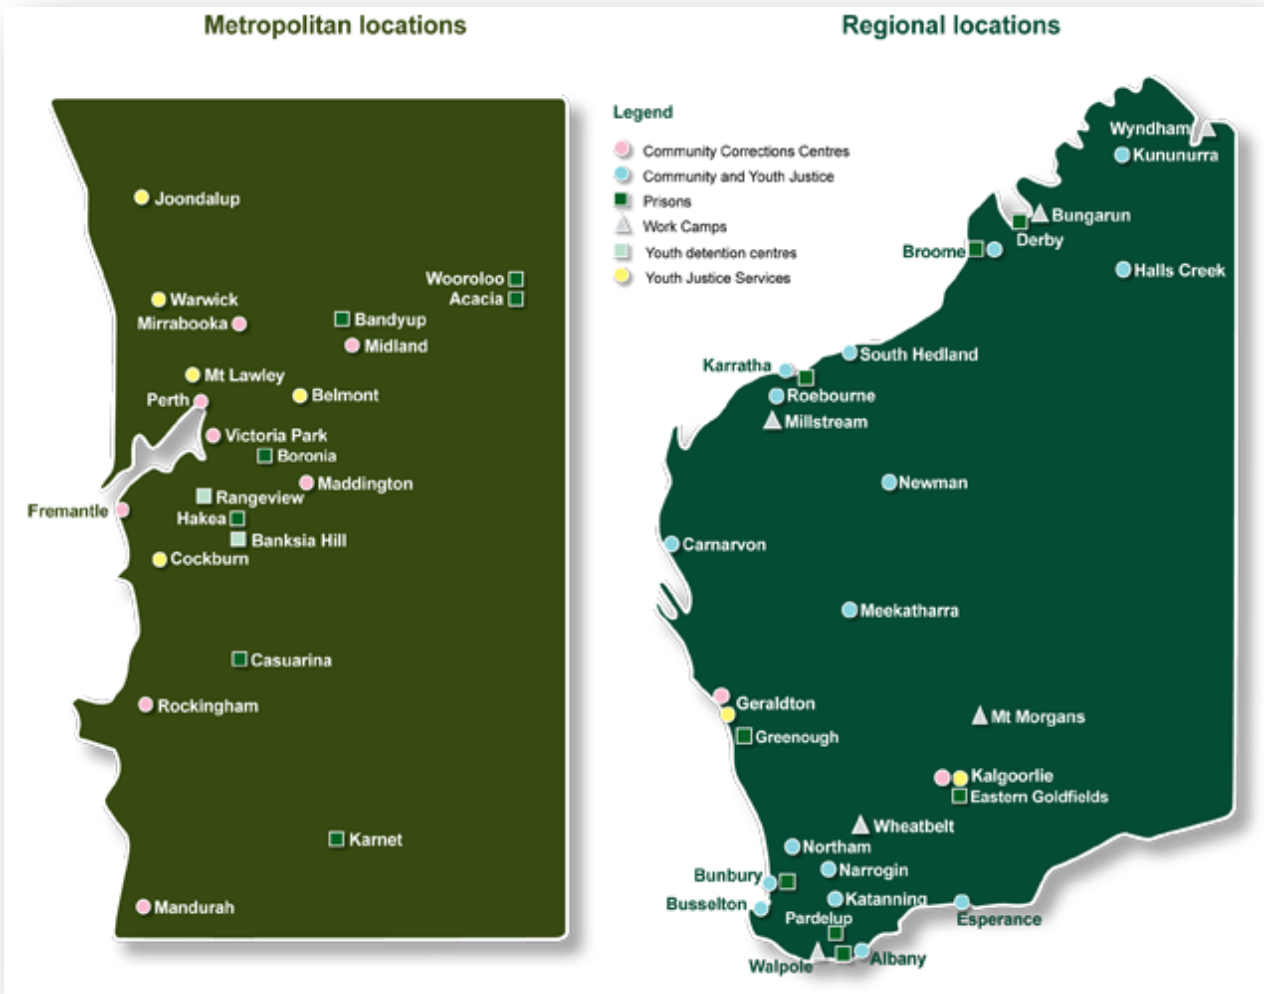 Metropolitan locations
Joondalup
Wooroloo
Acacia
Warwick
Mirrabooka
Bandyup
Midland
Mt Lawley
Belmont
Perth
Victoria Park
Boronia
Maddington
Rangeview
Fremantle
Hakea
Banksia Hill
Cockburn
Casuarina
Rockingham
Karnet
Mandurah
Regional locations
Legend
Community Corrections Centres
Community and Youth Justice
Prisons
Work Camps
Youth detention centres
Youth Justice Services
Wyndham
Kununurra
Bungarun
Derby
Broome
Halls Creek
South Hedland
Karratha
Roebourne
Millstream
Newman
Carnarvon
Meekatharra
Geraldton
Mt Morgans
Greenough
Kalgoorlie
Eastern Goldfields
Wheatbelt
Northam
Narrogin
Bunbury
Katanning
Busselton
Pardelup
Esperance
Albany
Walpole